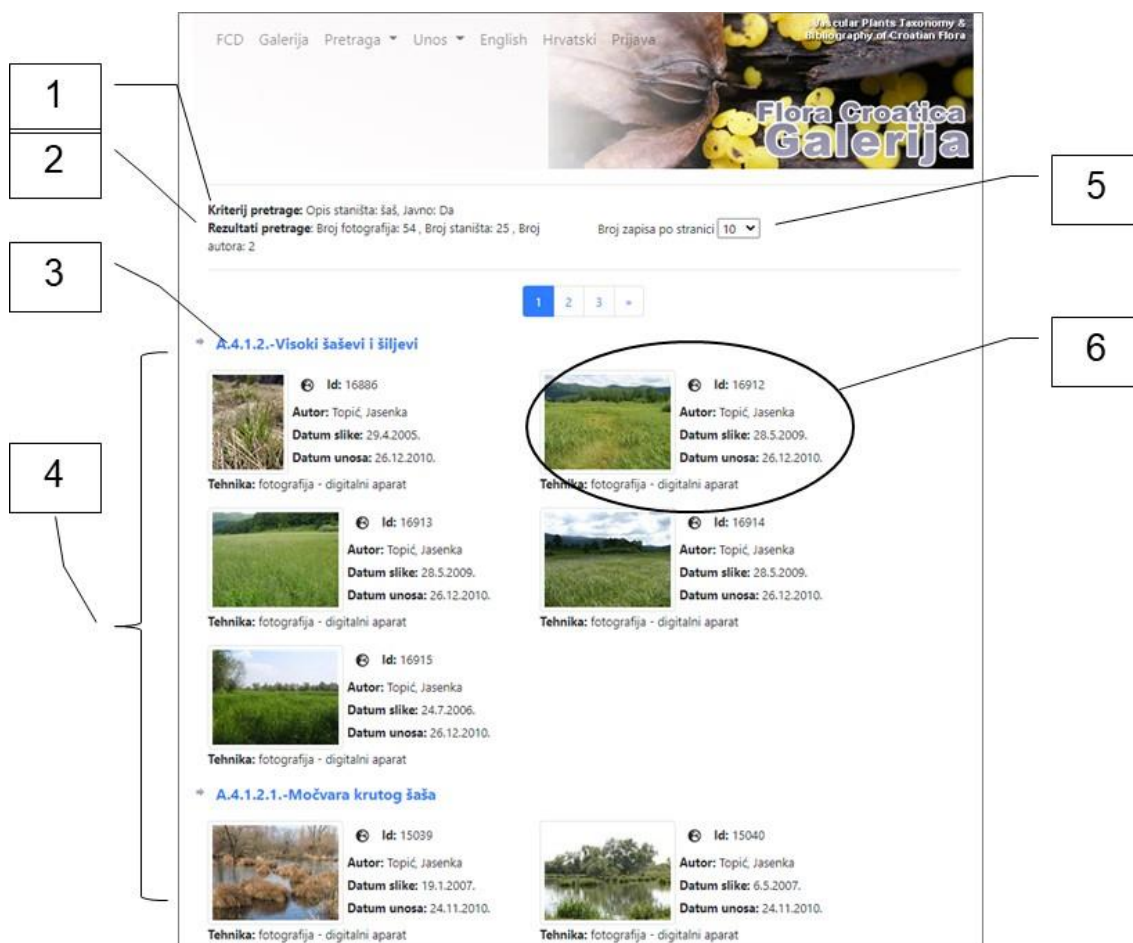 FCD Galerija Pretraga Unos English Hrvatski Prijava
Vascular Plants Taxonomy &
Bibliography of Croatian Flora
Flora Croatica
Galerija
1
2
3
4
5
6
Kriterij pretrage: Opis staništa: šaš, Javno: Da
Rezultati pretrage: Broj fotografija: 54 , Broj staništa: 25 , Broj
autora: 2
Broj zapisa po stranici 10
1 2 3 »
A.4.1.2.-Visoki šaševi i šiljevi
Id: 16886
Autor: Topić, Jasenka
Datum slike: 29.4.2005.
Datum unosa: 26.12.2010.
Tehnika: fotografija - digitalni aparat
Id: 16912
Autor: Topić, Jasenka
Datum slike: 28.5.2009.
Datum unosa: 26.12.2010.
Tehnika: fotografija - digitalni aparat
Id: 16913
Autor: Topić, Jasenka
Datum slike: 28.5.2009.
Datum unosa: 26.12.2010.
Tehnika: fotografija - digitalni aparat
Id: 16914
Autor: Topić, Jasenka
Datum slike: 28.5.2009.
Datum unosa: 26.12.2010.
Tehnika: fotografija - digitalni aparat
Id: 16915
Autor: Topić, Jasenka
Datum slike: 24.7.2006.
Datum unosa: 26.12.2010.
Tehnika: fotografija - digitalni aparat
A.4.1.2.1.-Močvara krutog šaša
Id: 15039
Autor: Topić, Jasenka
Datum slike: 19.1.2007.
Datum unosa: 24.11.2010.
Tehnika: fotografija - digitalni aparat
Id: 15040
Autor: Topić, Jasenka
Datum slike: 6.5.2007.
Datum unosa: 24.11.2010.
Tehnika: fotografija - digitalni aparat